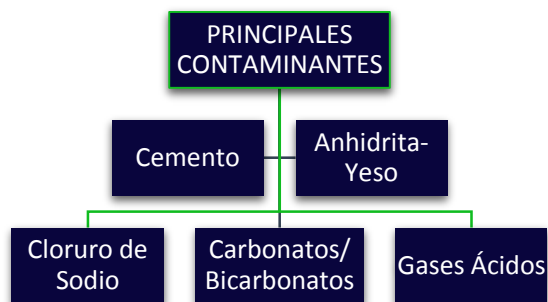 PRINCIPALES
CONTAMINANTES
Cemento
Anhidrita-
Yeso
Cloruro de
Sodio
Carbonatos/
Bicarbonatos
Gases Ácidos